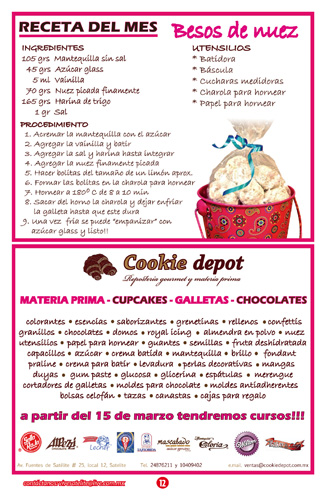 RECETA DEL MES
Besos de nuez
INGREDIENTES
105 grs Mantequilla sin sal
45 grs Azúcar glass
5 ml Vainilla
70 grs Nuez picada finamente
165 grs Harina de trigo
1 gr Sal
UTENSILIOS
* Batidora
* Báscula
* Cucharas medidoras
* Charola para hornear
* Papel para hornear
PROCEDIMIENTO
1. Acremar la mantequilla con el azúcar
2. Agregar la vainilla y batir
3. Agregar la sal y harina hasta integrar
4. Agregar la nuez finamente picada
5. Hacer bolitas del tamaño de un limón aprox.
6. Formar las bolitas en la charola para hornear
7. Hornear a 180° C de 8 a 10 min
8. Sacar del horno la charola y dejar enfriar
la galleta hasta que este dura
9. Una vez fría se puede "empanizar" con
azúcar glass y listo!!
Cookie depot
Repostería gourmet y materia prima
MATERIA PRIMA - CUPCAKES - GALLETAS - CHOCOLATES
colorantes • esencias • saborizantes • grenetinas • rellenos • confettis
granillos • chocolates • domos • royal icing • almendra en polvo • nuez
utensilios • papel para hornear • guantes • semillas • fruta deshidratada
capacillos • azúcar • crema batida • mantequilla • brillo • fondant
praline • crema para batir • levadura • perlas decorativas • mangas
duyas • gum paste • glucosa • glicerina • espátulas • merengue
cortadores de galletas • moldes para chocolate • moldes antiadherentes
bolsas celofán • tazas • canastas • cajas para regalo
a partir del 15 de marzo tendremos cursos!!!
Wilton
Av. Fuentes de Satélite # 25, local 12, Satélite
Tel. 24876211 y 10409402
e-mail: ventas@cookiedepot.com.mx
12